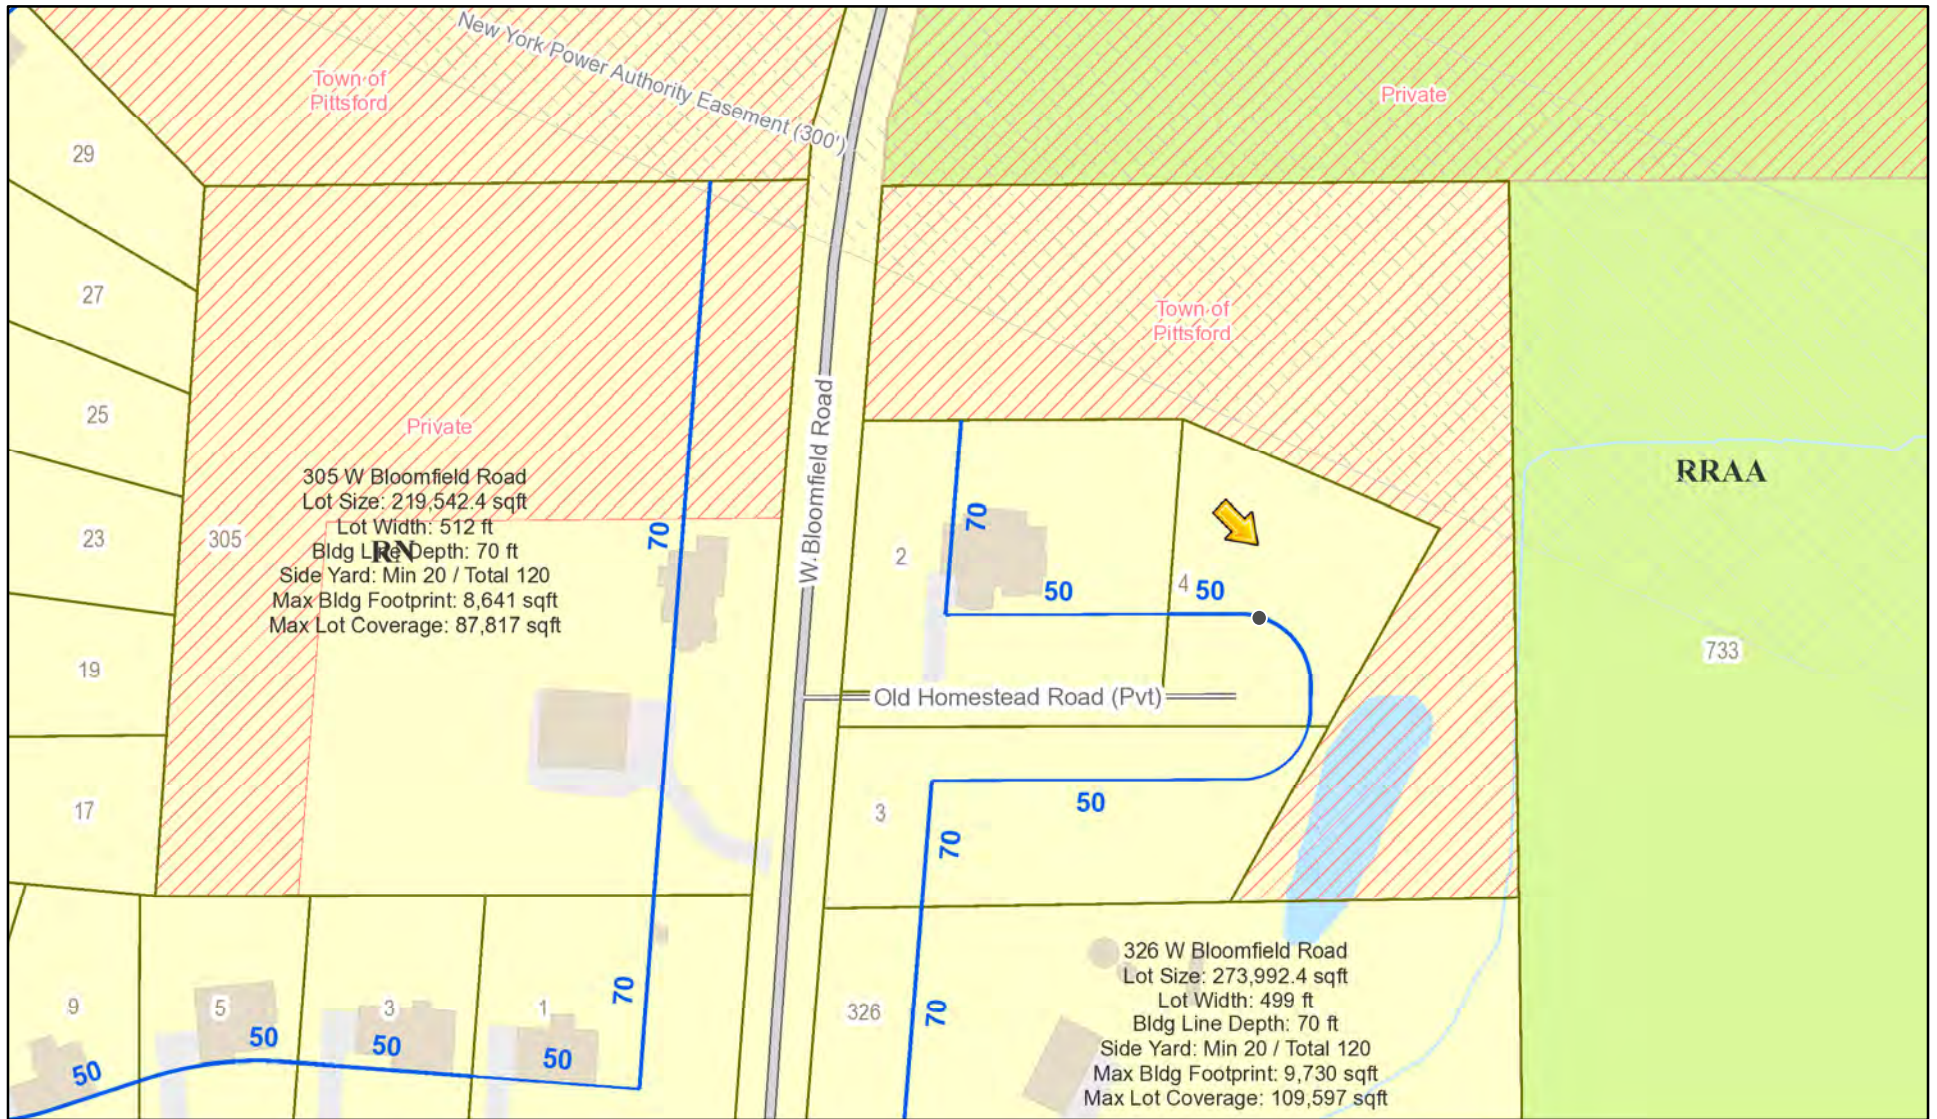 New York Power Authority Easement (300')
Town of
Pittsford
Private
29
27
25
23
19
17
Town of
Pittsford
Private
305 W Bloomfield Road
Lot Size: 219,542.4 sqft
Lot Width: 512 ft
Bldg Line Depth: 70 ft
Side Yard: Min 20 / Total 120
Max Bldg Footprint: 8,641 sqft
Max Lot Coverage: 87,817 sqft
305
RN
70
W. Bloomfield Road
2
70
50
4
50
RRAA
733
Old Homestead Road (Pvt)
3
50
70
9
5
3
1
50
50
50
50
70
326
70
326 W Bloomfield Road
Lot Size: 273,992.4 sqft
Lot Width: 499 ft
Bldg Line Depth: 70 ft
Side Yard: Min 20 / Total 120
Max Bldg Footprint: 9,730 sqft
Max Lot Coverage: 109,597 sqft